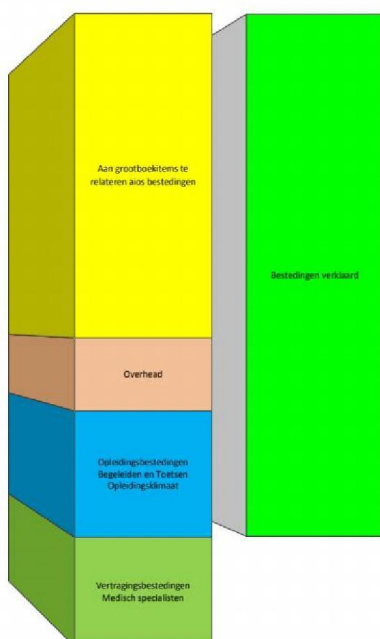 Aan grootboekitems te
relateren aios bestedingen
Bestedingen verklaard
Overhead
Opleidingsbestedingen
Begeleiden en Toetsen
Opleidingsklimaat
Vertragingsbestedingen
Medisch specialisten